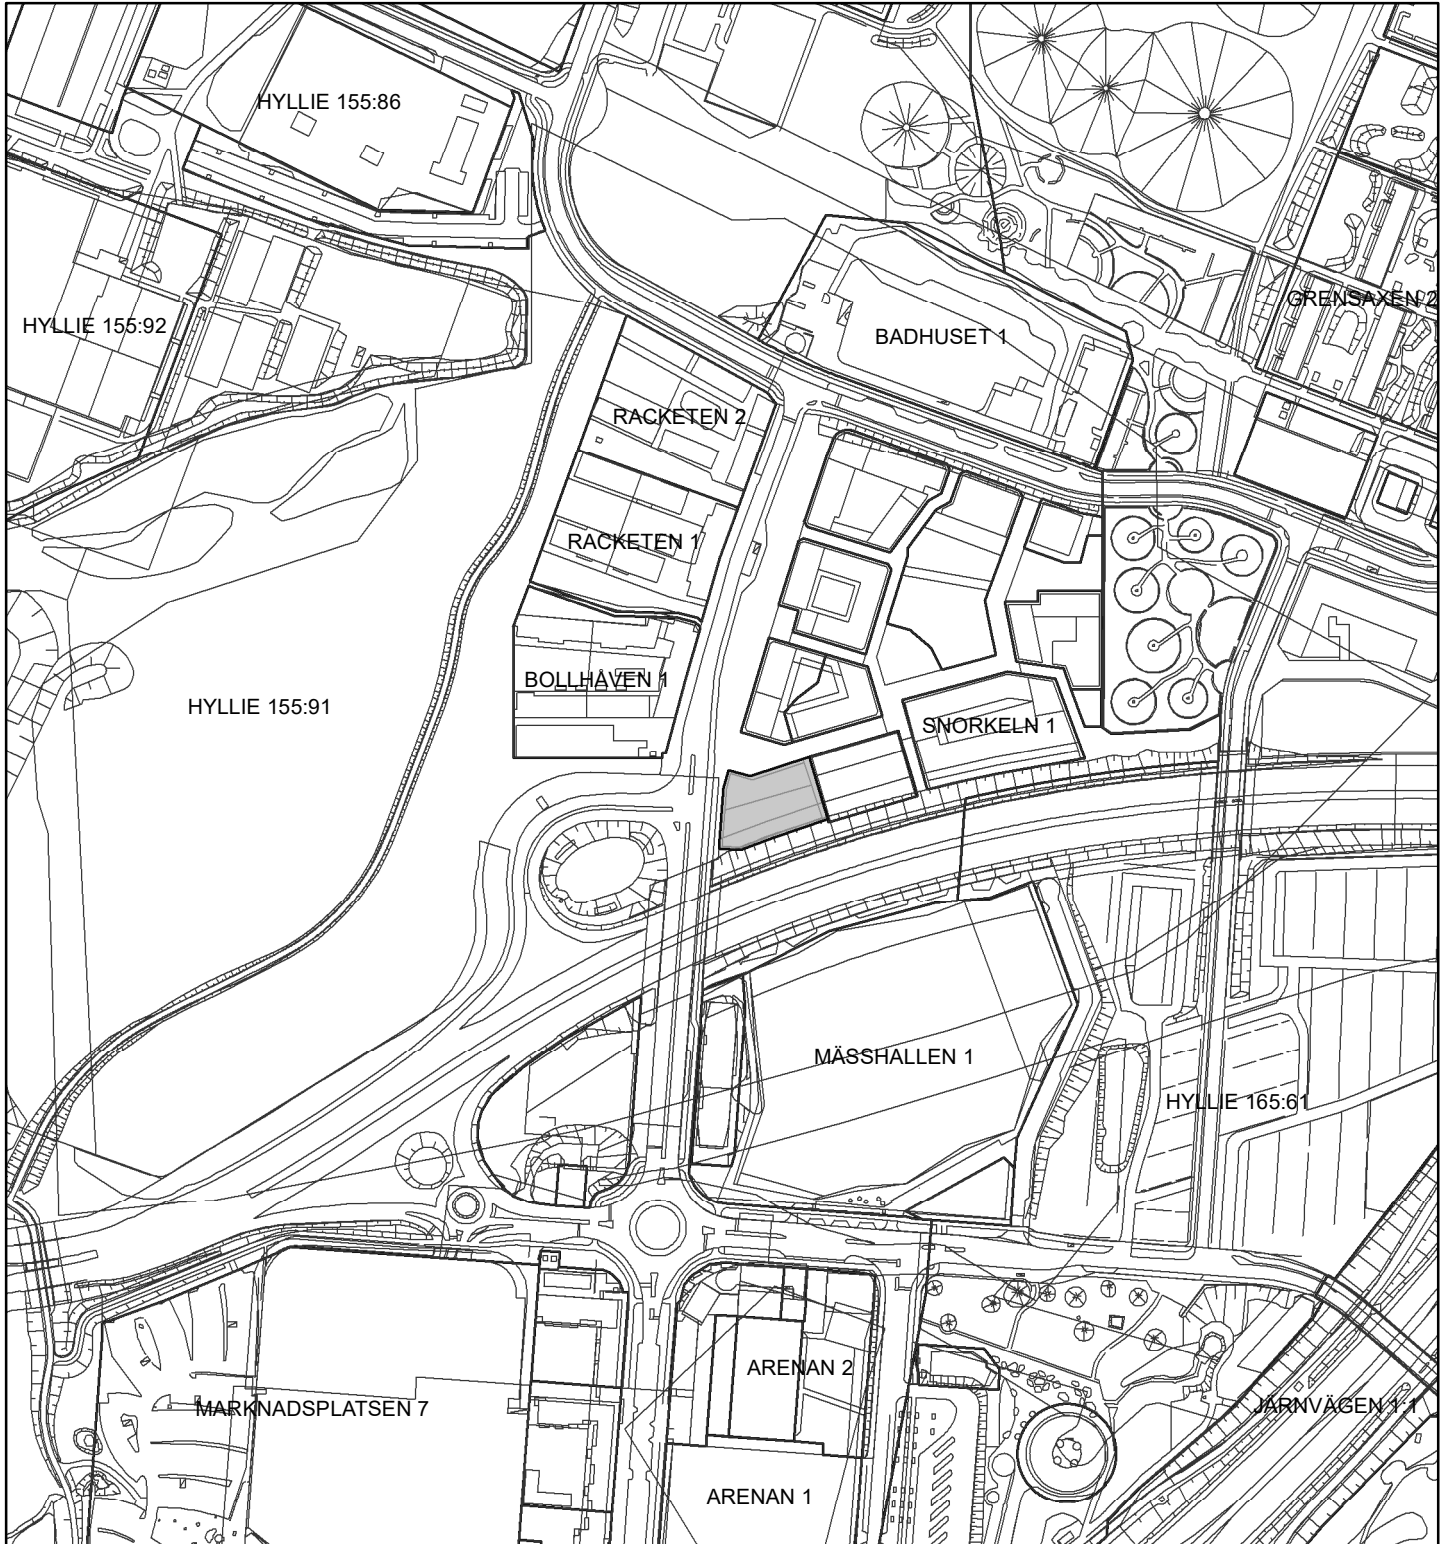 HYLLIE 155:86
GRENSAXEN 2
HYLLIE 155:92
BADHUSET 1
RACKETEN 2
RACKETEN 1
BOLLHÅVEN 1
HYLLIE 155:91
SNORKELN 1
MÄSSHALLEN 1
HYLLIE 165:61
ARENAN 2
MARKNADSPLATSEN 7
JÄRNVÄGEN 1:1
ARENAN 1